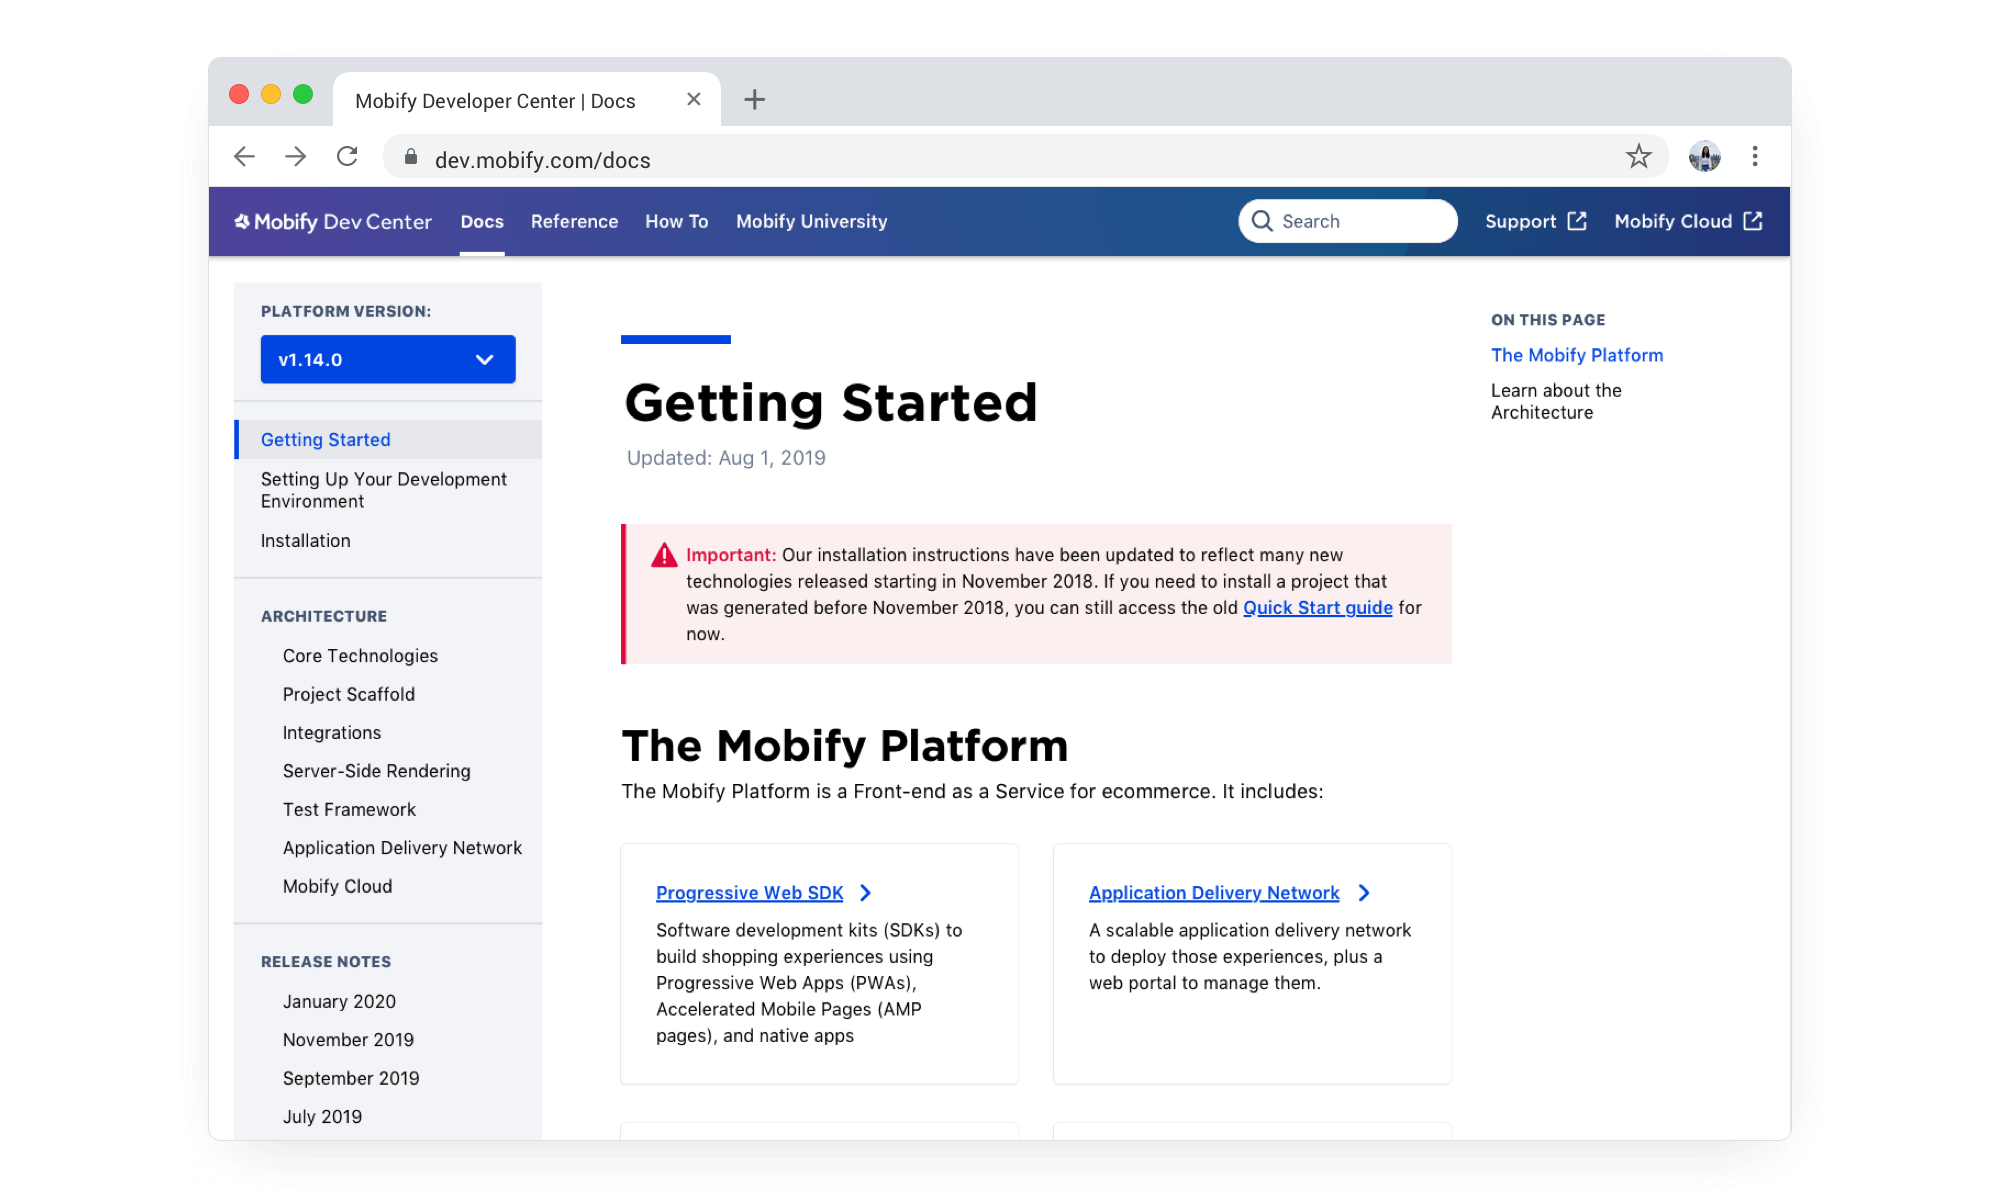 Mobify Developer Center | Docs
dev.mobify.com/docs
Mobify Dev Center Docs Reference How To Mobify University Search Support Mobify Cloud
PLATFORM VERSION:
v1.14.0
Getting Started
Setting Up Your Development
Environment
Installation
ARCHITECTURE
Core Technologies
Project Scaffold
Integrations
Server-Side Rendering
Test Framework
Application Delivery Network
Mobify Cloud
RELEASE NOTES
January 2020
November 2019
September 2019
July 2019
Getting Started
Updated: Aug 1, 2019
Important: Our installation instructions have been updated to reflect many new
technologies released starting in November 2018. If you need to install a project that
was generated before November 2018, you can still access the old Quick Start guide for
now.
The Mobify Platform
The Mobify Platform is a Front-end as a Service for ecommerce. It includes:
Progressive Web SDK
Software development kits (SDKs) to
build shopping experiences using
Progressive Web Apps (PWAs),
Accelerated Mobile Pages (AMP
pages), and native apps
Application Delivery Network
A scalable application delivery network
to deploy those experiences, plus a
web portal to manage them.
ON THIS PAGE
The Mobify Platform
Learn about the
Architecture